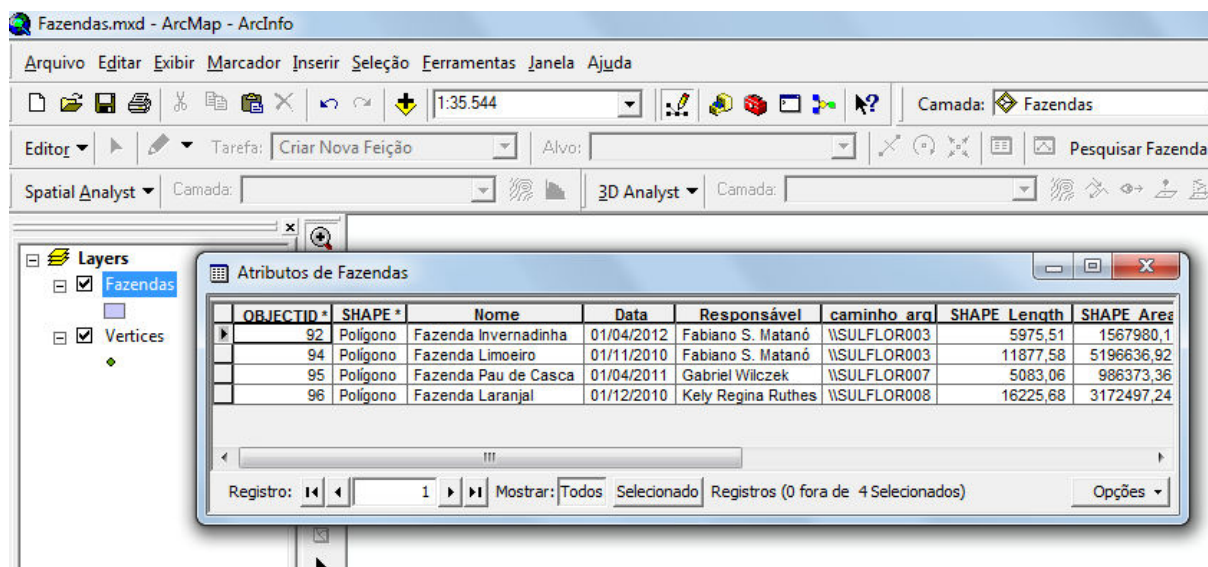 Fazendas.mxd - ArcMap - ArcInfo
Arquivo Editar Exibir Marcador Inserir Seleção Ferramentas Janela Ajuda
1:35.544 Camada: Fazendas
Editor Tarefa: Criar Nova Feição Alvo: Pesquisar Fazenda
Spatial Analyst Camada: 3D Analyst Camada:
Layers
Fazendas
Vertices
Atributos de Fazendas
OBJECTID * SHAPE * Nome Data Responsável caminho_arq SHAPE_Length SHAPE_Area
92 Polígono Fazenda Invernadinha 01/04/2012 Fabiano S. Matanó \\SULFLOR003 5975,51 1567980,1
94 Polígono Fazenda Limoeiro 01/11/2010 Fabiano S. Matanó \\SULFLOR003 11877,58 5196636,92
95 Polígono Fazenda Pau de Casca 01/04/2011 Gabriel Wilczek \\SULFLOR007 5083,06 986373,36
96 Polígono Fazenda Laranjal 01/12/2010 Kely Regina Ruthes \\SULFLOR008 16225,68 3172497,24
Registro: 1 Mostrar: Todos Selecionado Registros (0 fora de 4 Selecionados) Opções